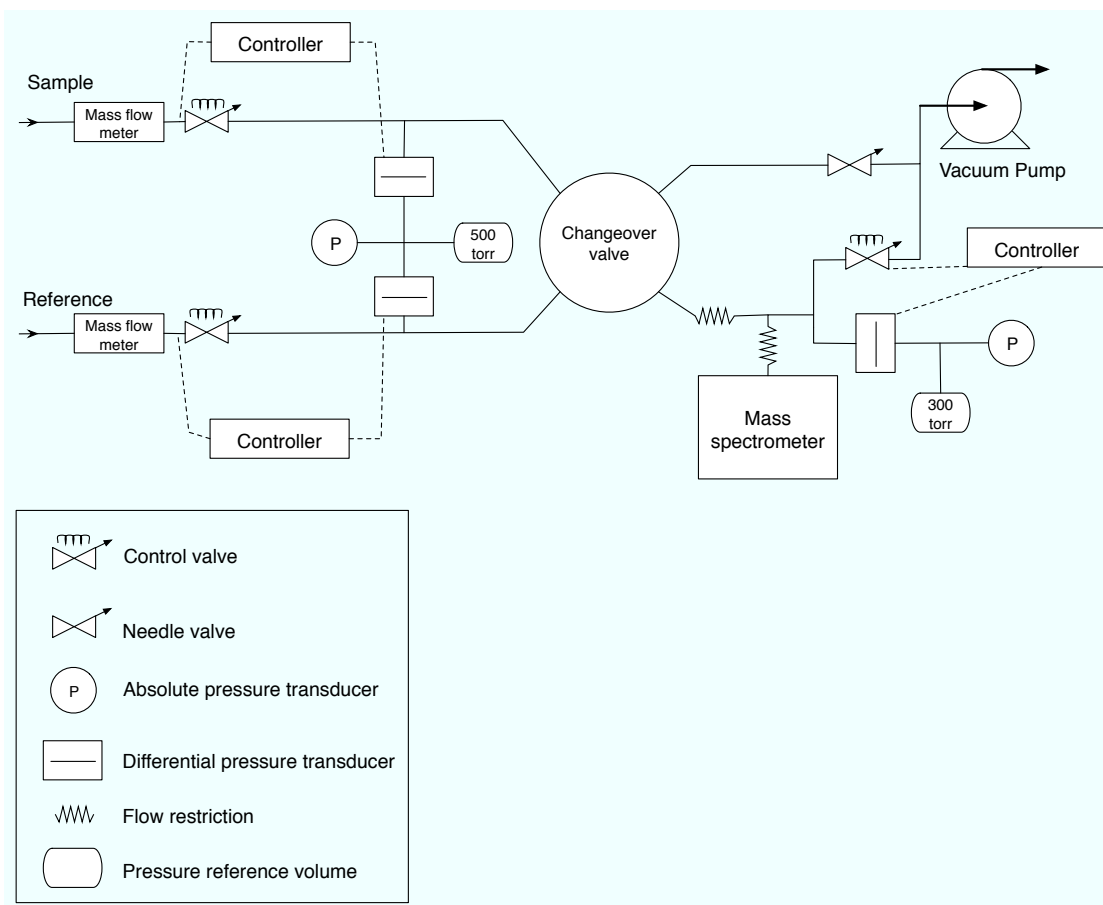 Controller
Sample
Mass flow
meter
Vacuum Pump
Changeover
valve
P
500
torr
Controller
Reference
Mass flow
meter
P
300
torr
Mass
spectrometer
Controller
Control valve
Needle valve
P
Absolute pressure transducer
Differential pressure transducer
Flow restriction
Pressure reference volume